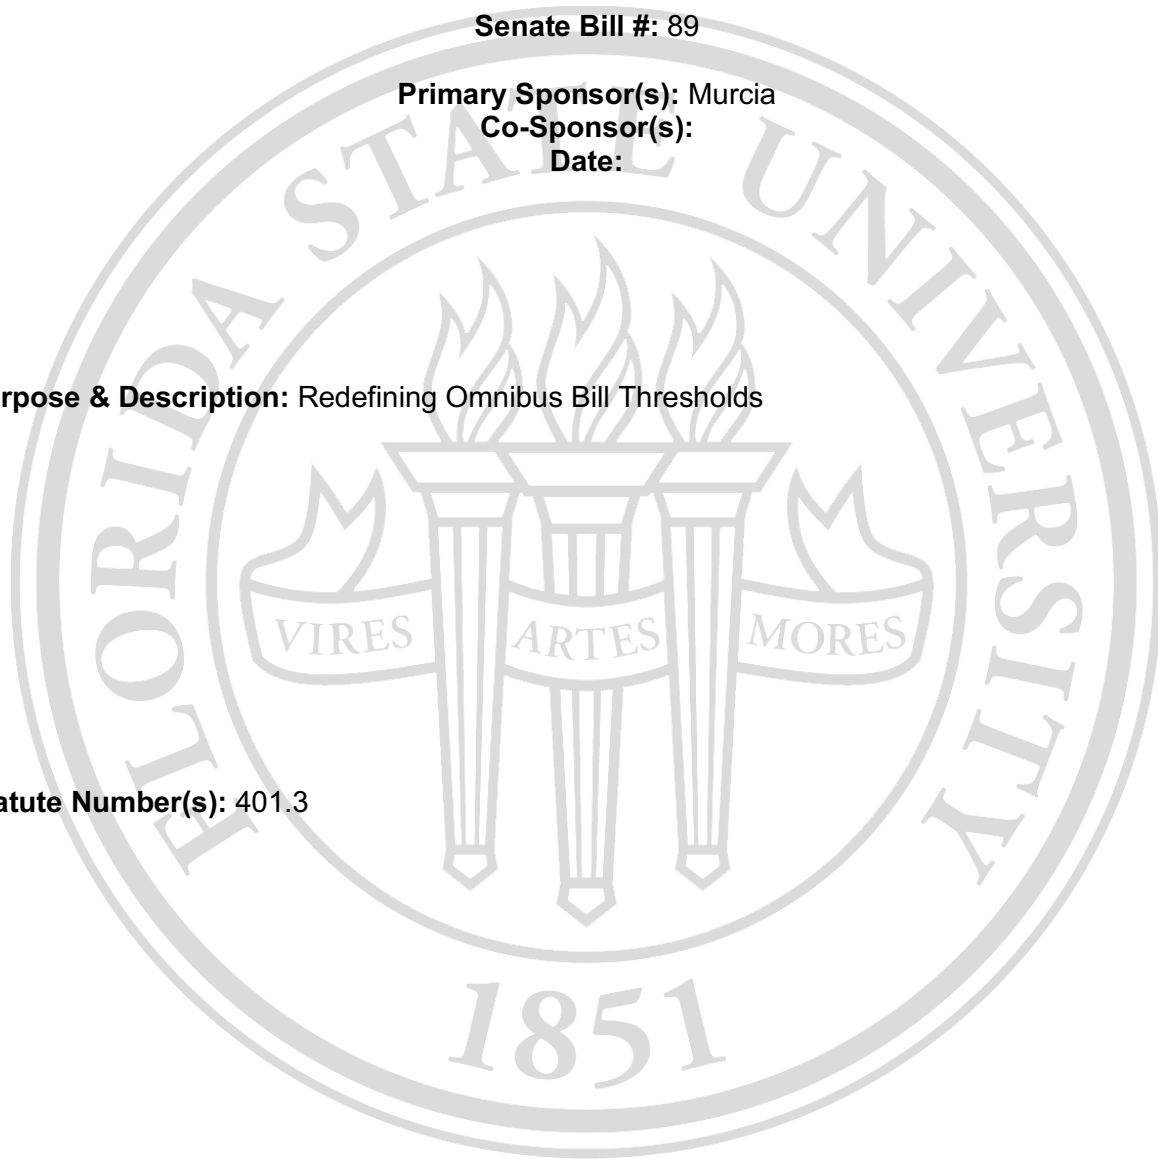 Senate Bill #: 89
Primary Sponsor(s): Murcia
Co-Sponsor(s):
Date:
FLORIDA STATE UNIVERSITY
rpose & Description: Redefining Omnibus Bill Thresholds
VIRES ARTES MORES
atute Number(s): 401.3
1851